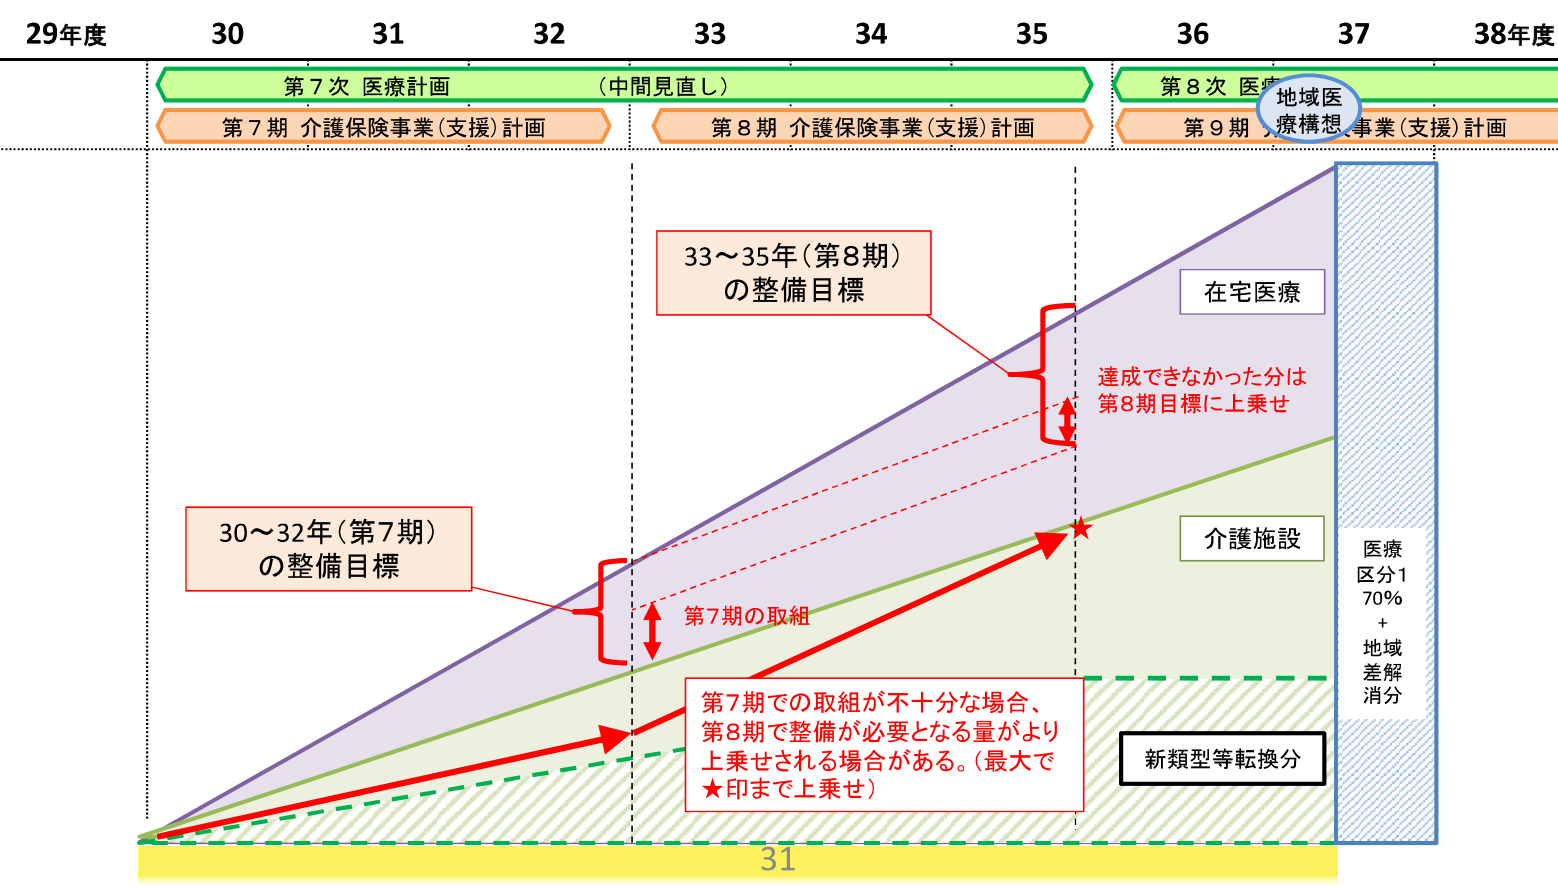 29年度 30 31 32 33 34 35 36 37 38年度
第７次 医療計画 （中間見直し） 第８次 医療
地域医
療構想
第７期 介護保険事業（支援）計画 第８期 介護保険事業（支援）計画 第９期 介 事業（支援）計画
33～35年（第８期）
の整備目標
在宅医療
達成できなかった分は
第８期目標に上乗せ
30～32年（第７期）
の整備目標
介護施設
医療
区分１
70%
+
地域
差解
消分
第７期の取組
第７期での取組が不十分な場合、
第８期で整備が必要となる量がより
上乗せされる場合がある。（最大で
★印まで上乗せ）
新類型等転換分
31